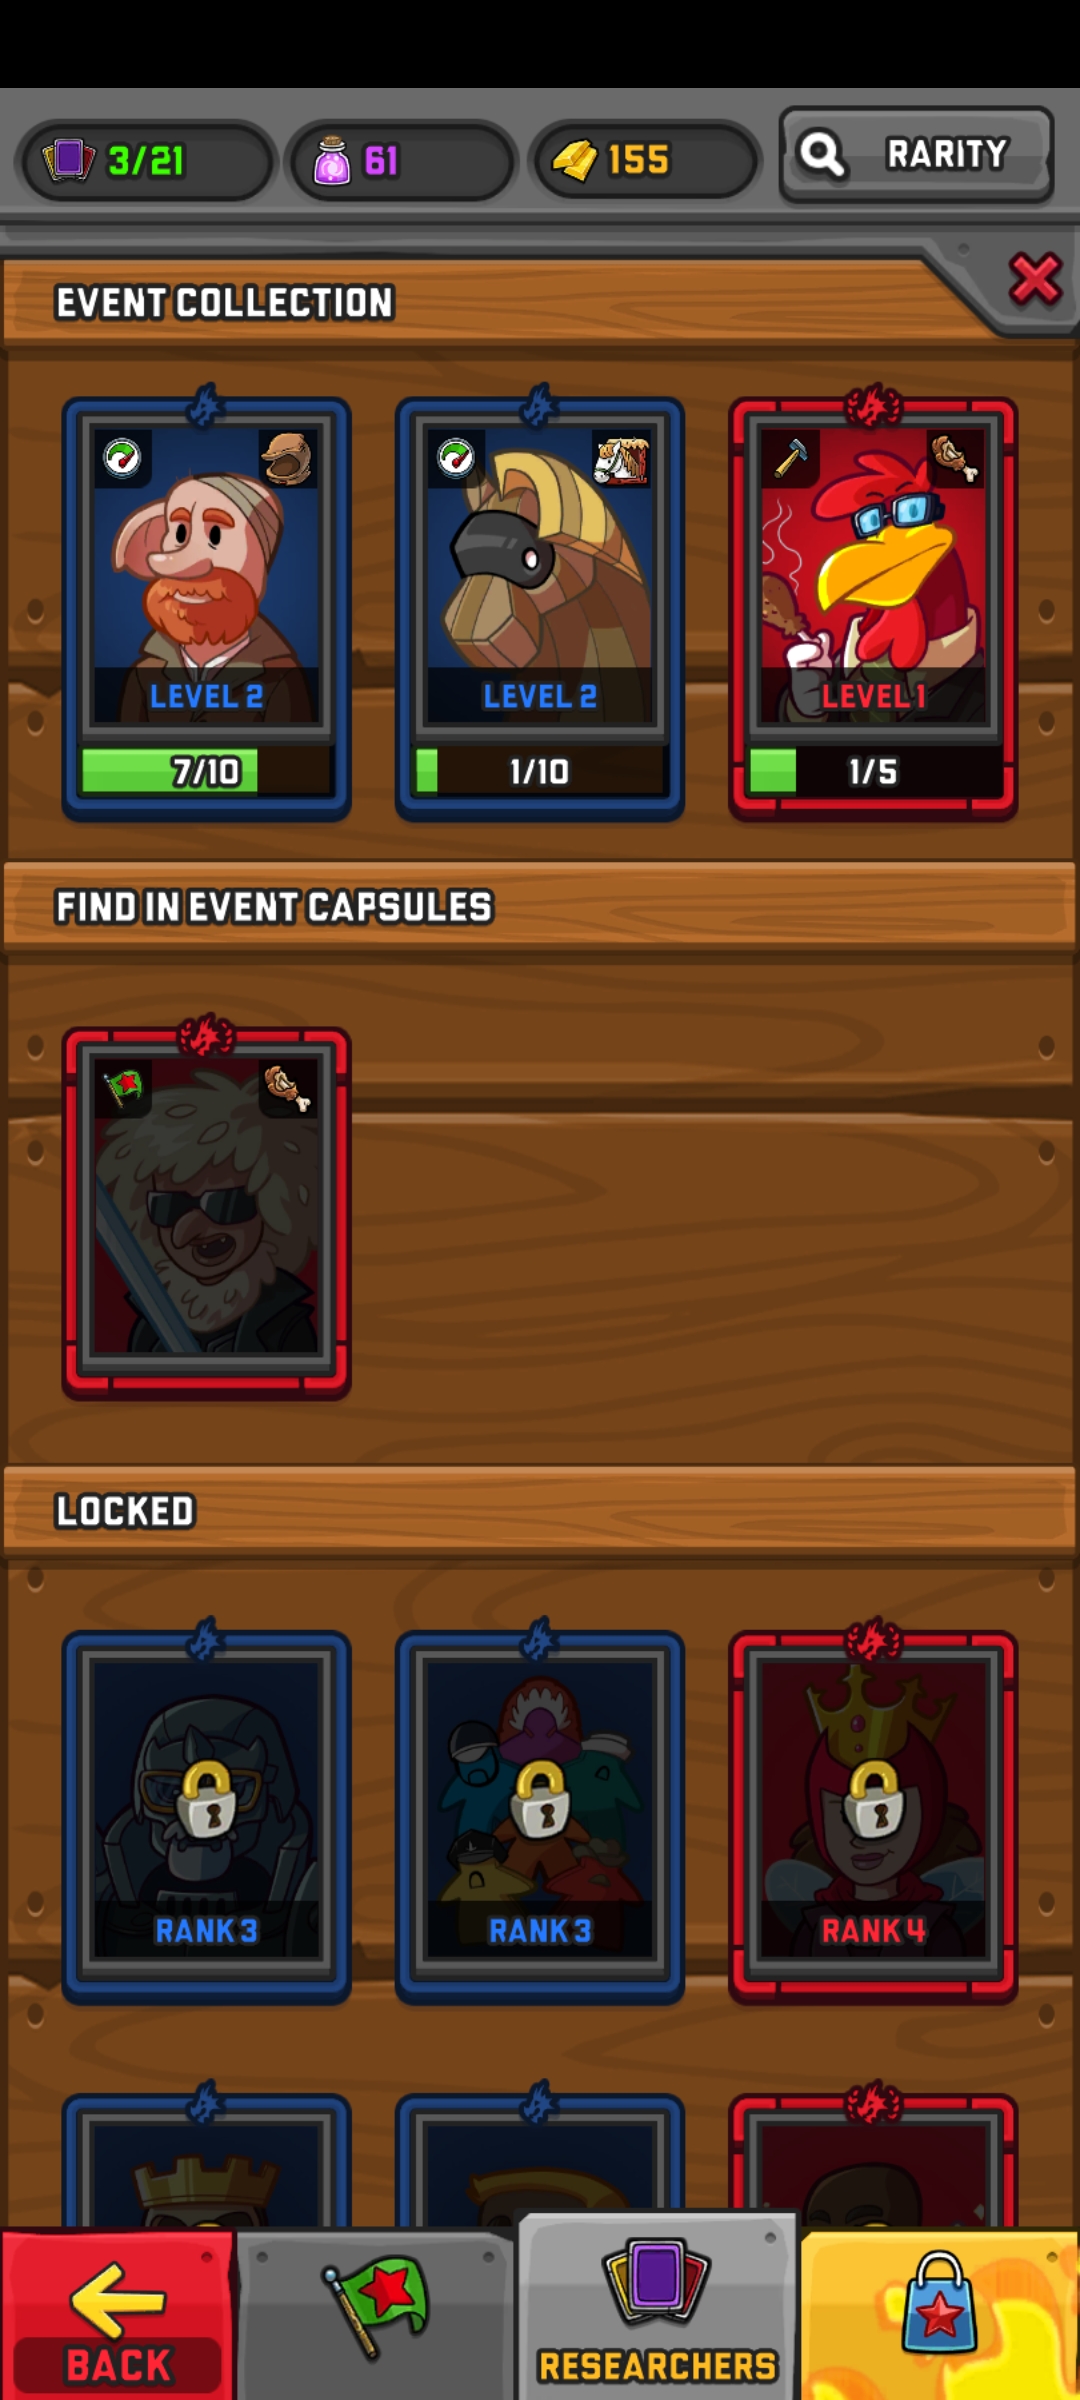 3/21
61
155
RARITY
EVENT COLLECTION
LEVEL 2
LEVEL 2
LEVEL 1
7/10
1/10
1/5
FIND IN EVENT CAPSULES
LOCKED
RANK 3
RANK 3
RANK 4
BACK
RESEARCHERS